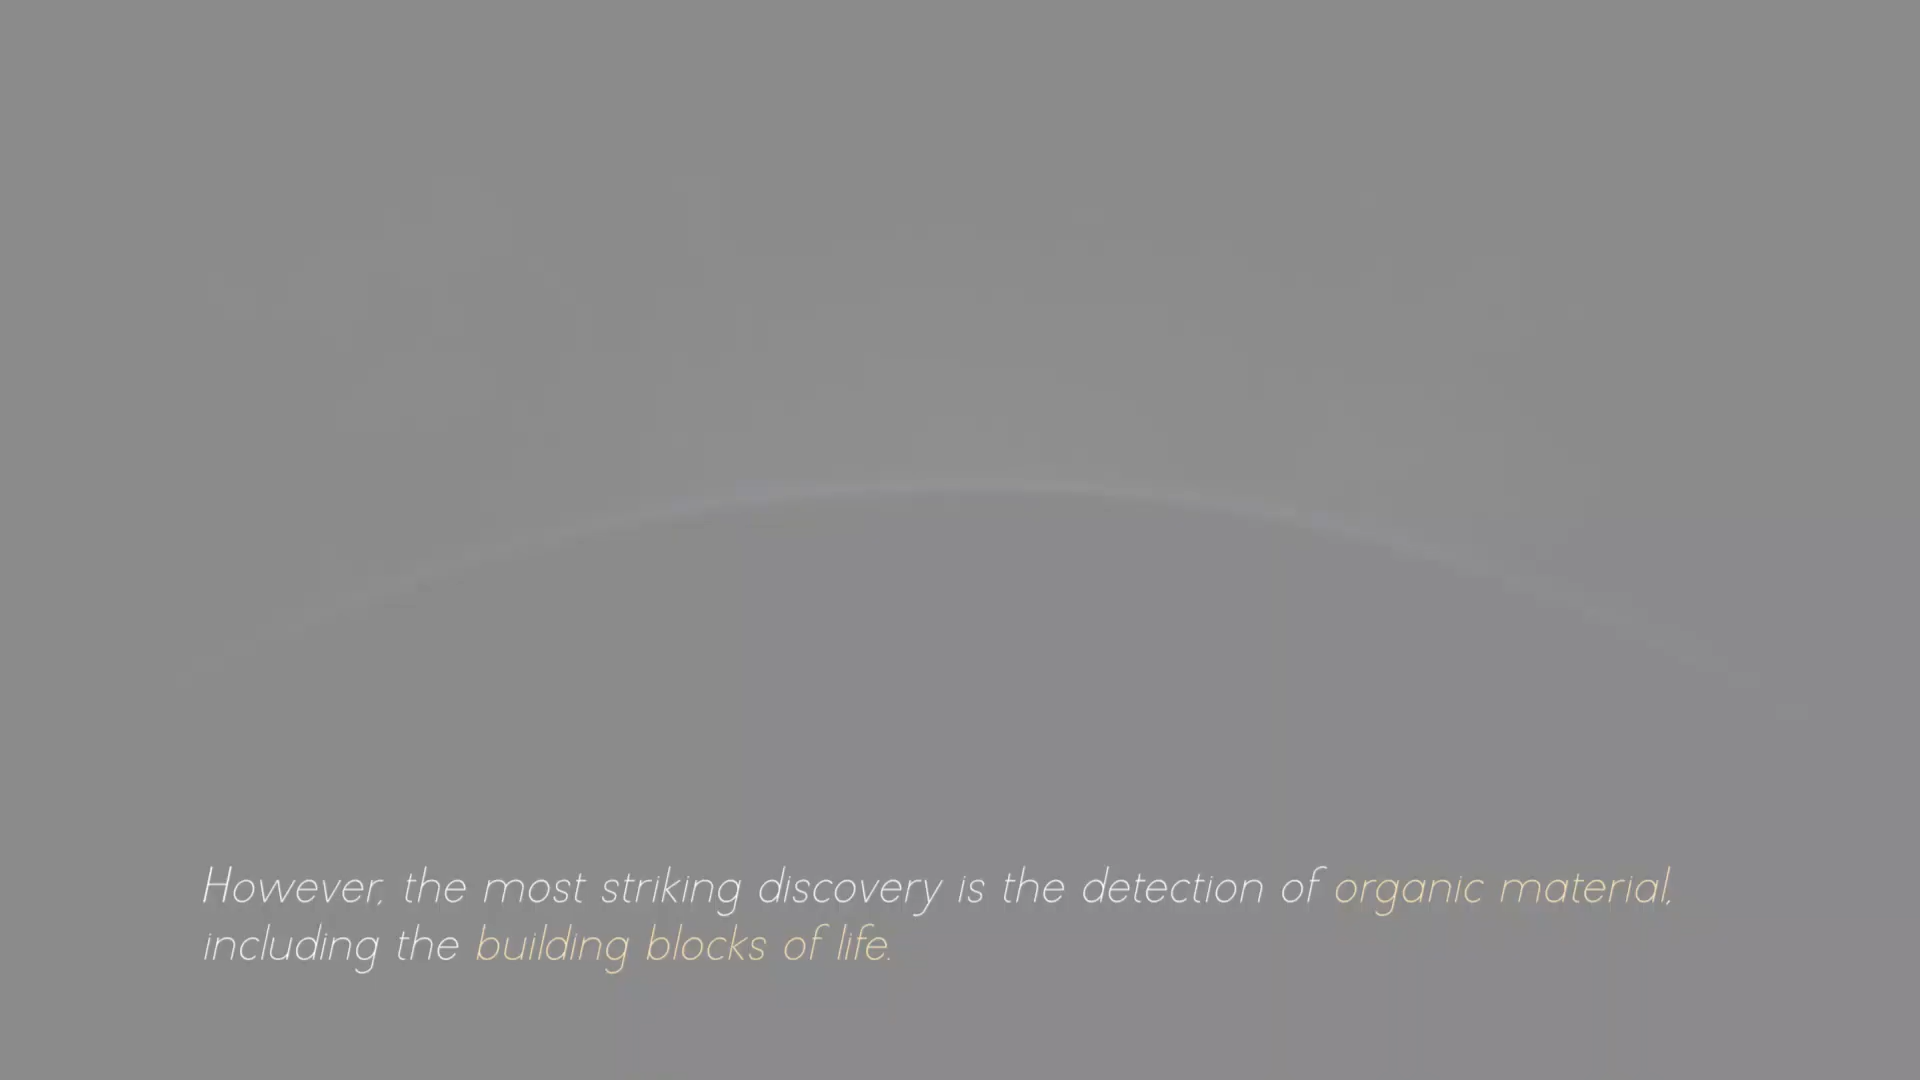 However, the most striking discovery is the detection of organic material,
including the building blocks of life.